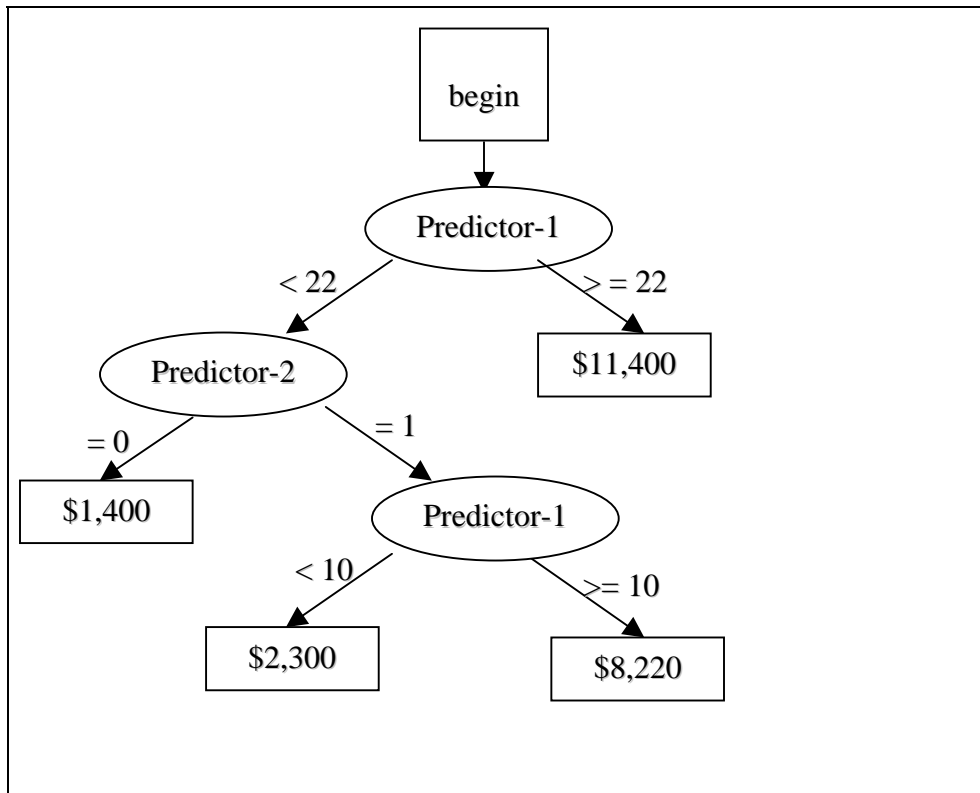 begin
Predictor-1
< 22
> = 22
Predictor-2
$11,400
= 0
= 1
$1,400
Predictor-1
< 10
>= 10
$2,300
$8,220